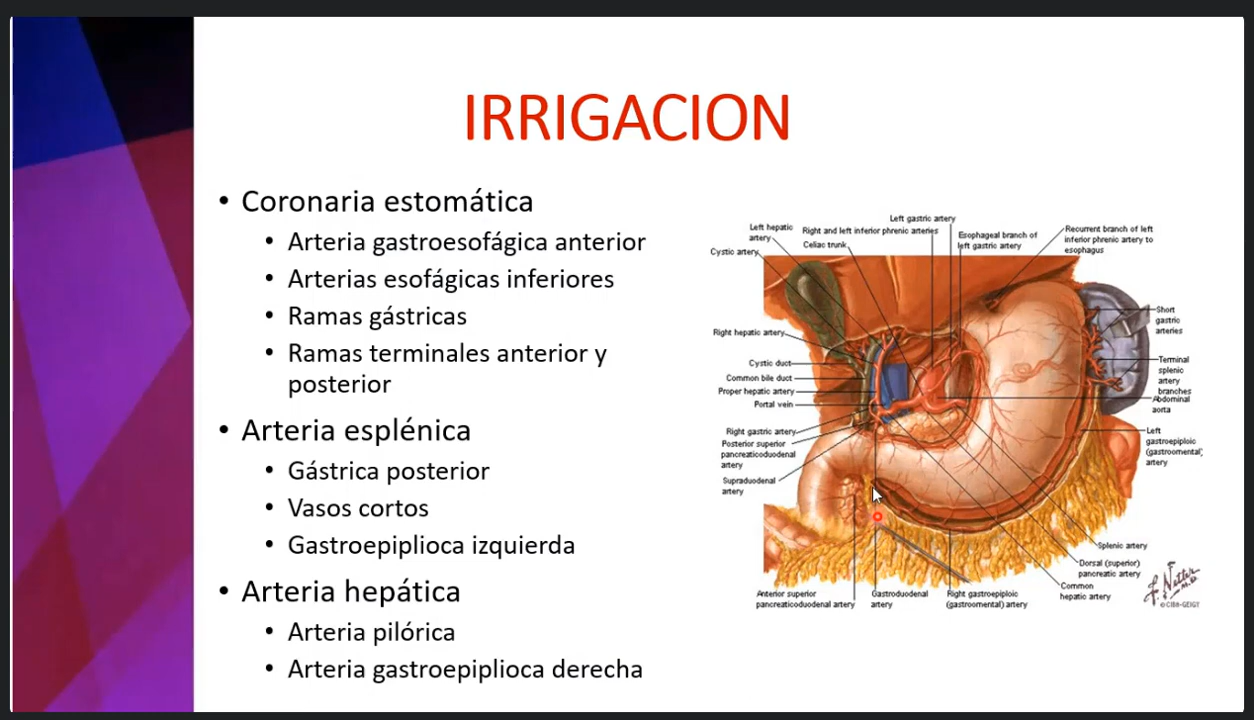 IRRIGACION
• Coronaria estomática
• Arteria gastroesofágica anterior
• Arterias esofágicas inferiores
• Ramas gástricas
• Ramas terminales anterior y
posterior
• Arteria esplénica
• Gástrica posterior
• Vasos cortos
• Gastroepiplioca izquierda
• Arteria hepática
• Arteria pilórica
• Arteria gastroepiplioca derecha
Left gastric artery
Left hepatic
artery
Right and left inferior phrenic arteries
Celiac trunk
Esophageal branch of
left gastric artery
Recurrent branch of left
inferior phrenic artery to
esophagus
Cystic artery
Short
gastric
arteries
Right hepatic artery
Cystic duct
Common bile duct
Proper hepatic artery
Portal vein
Terminal
splenic
artery
branches
Abdominal
aorta
Right gastric artery
Posterior superior
pancreaticoduodenal
artery
Left
gastroepiploic
(gastroomental)
artery
Supraduodenal
artery
Splenic artery
Dorsal (superior)
pancreatic artery
Common
hepatic artery
Anterior superior
pancreaticoduodenal artery
Gastroduodenal
artery
Right gastroepiploic
(gastroomental) artery
F. Netter
M.D.
© CIBA-GEIGY